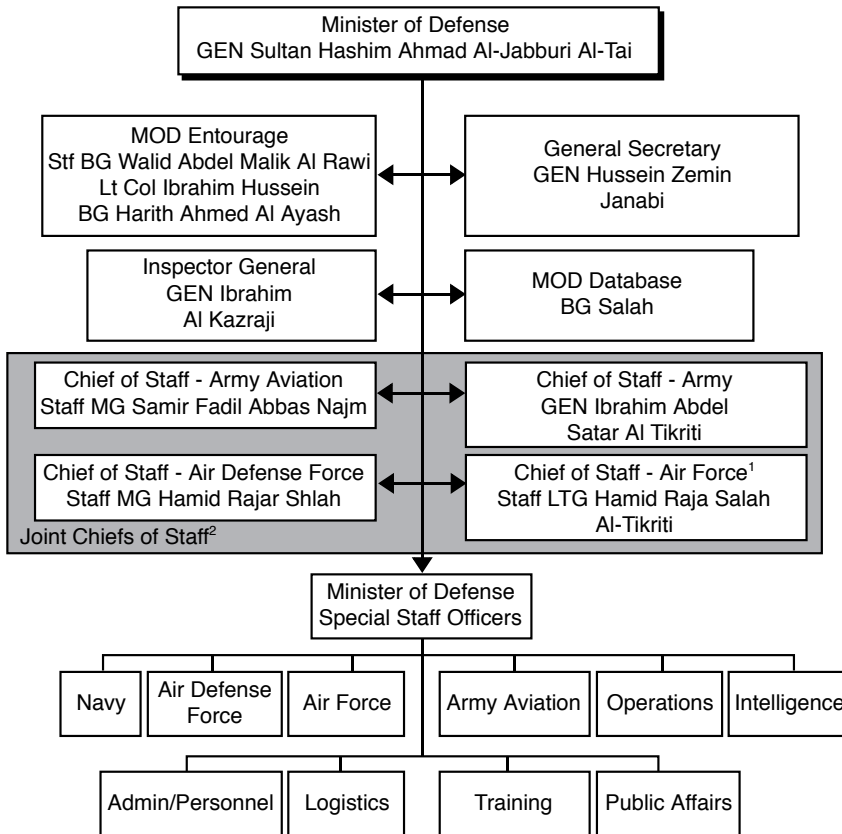 Minister of Defense
GEN Sultan Hashim Ahmad Al-Jabburi Al-Tai
MOD Entourage
Stf BG Walid Abdel Malik Al Rawi
Lt Col Ibrahim Hussein
BG Harith Ahmed Al Ayash
General Secretary
GEN Hussein Zemin
Janabi
Inspector General
GEN Ibrahim
Al Kazraji
MOD Database
BG Salah
Chief of Staff - Army Aviation
Staff MG Samir Fadil Abbas Najm
Chief of Staff - Army
GEN Ibrahim Abdel
Satar Al Tikriti
Chief of Staff - Air Defense Force
Staff MG Hamid Rajar Shlah
Chief of Staff - Air Force¹
Staff LTG Hamid Raja Salah
Al-Tikriti
Joint Chiefs of Staff²
Minister of Defense
Special Staff Officers
Navy
Air Defense
Force
Air Force
Army Aviation
Operations
Intelligence
Admin/Personnel
Logistics
Training
Public Affairs